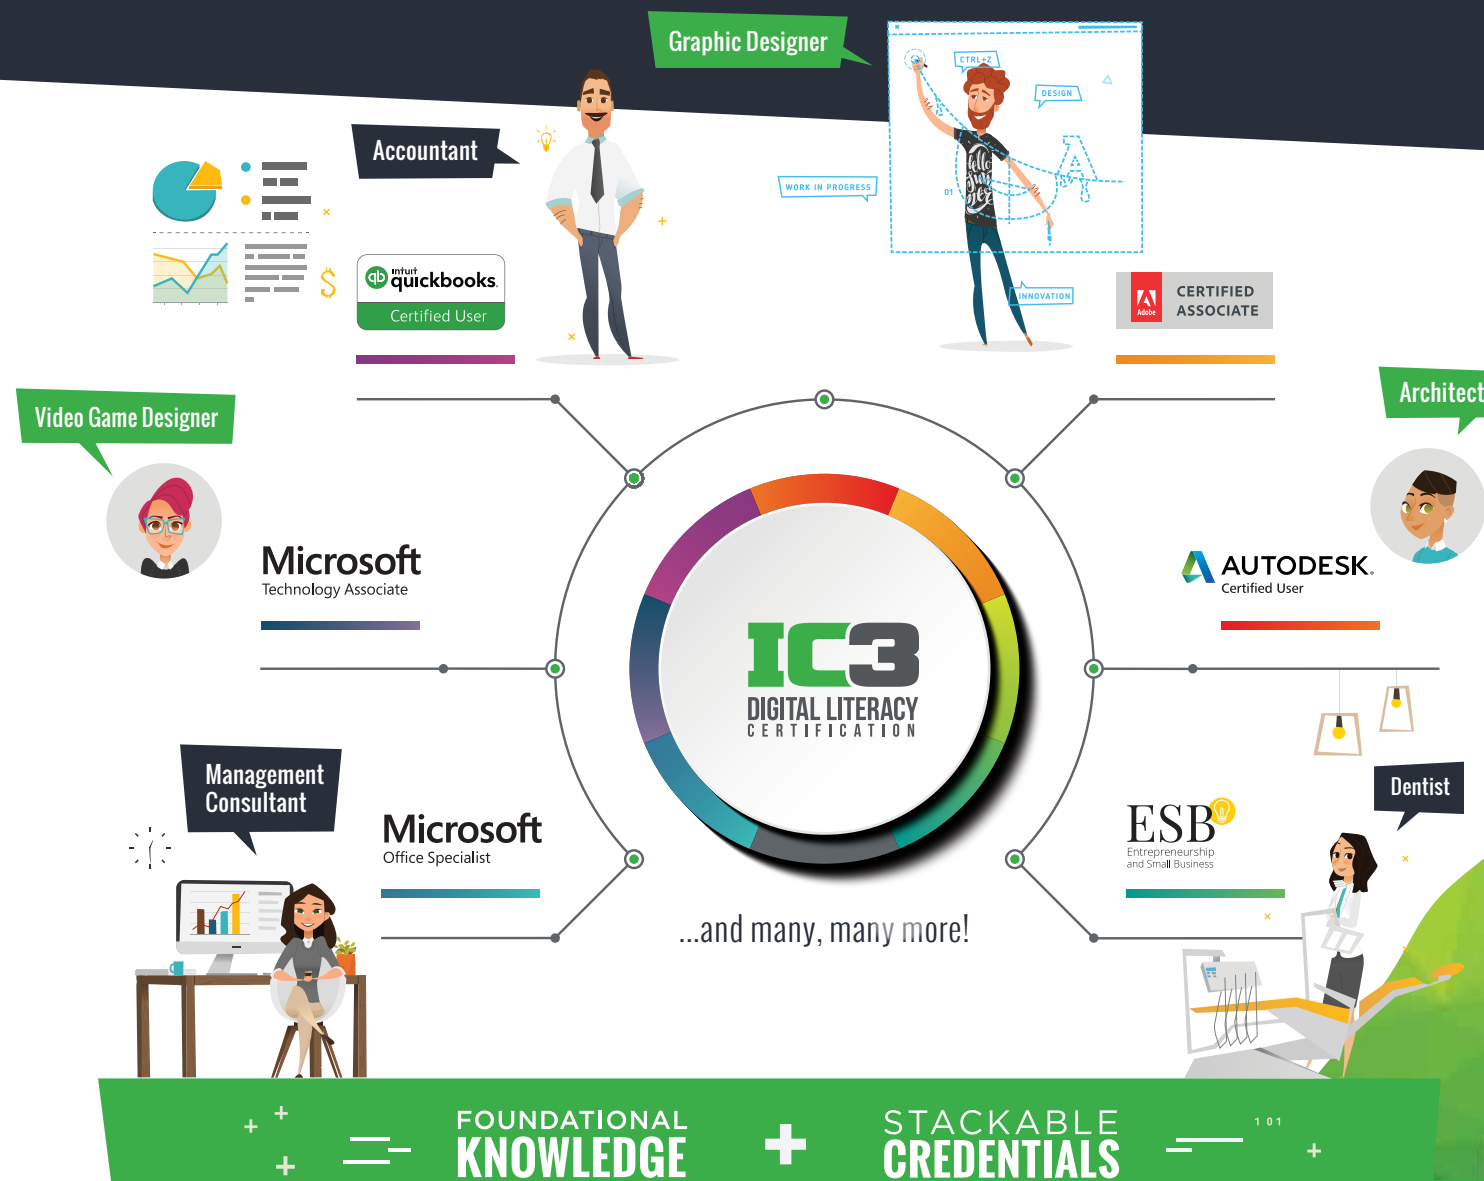 Graphic Designer
CTRL+Z
DESIGN
Accountant
WORK IN PROGRESS
01
A
Hello
intuit
qb quickbooks.
Certified User
INNOVATION
Adobe
CERTIFIED
ASSOCIATE
Video Game Designer
Architect
Microsoft
Technology Associate
AUTODESK.
Certified User
IC3
DIGITAL LITERACY
CERTIFICATION
Management
Consultant
Dentist
Microsoft
Office Specialist
ESB
Entrepreneurship
and Small Business
...and many, many more!
FOUNDATIONAL
KNOWLEDGE
+
STACKABLE
CREDENTIALS
1 0 1